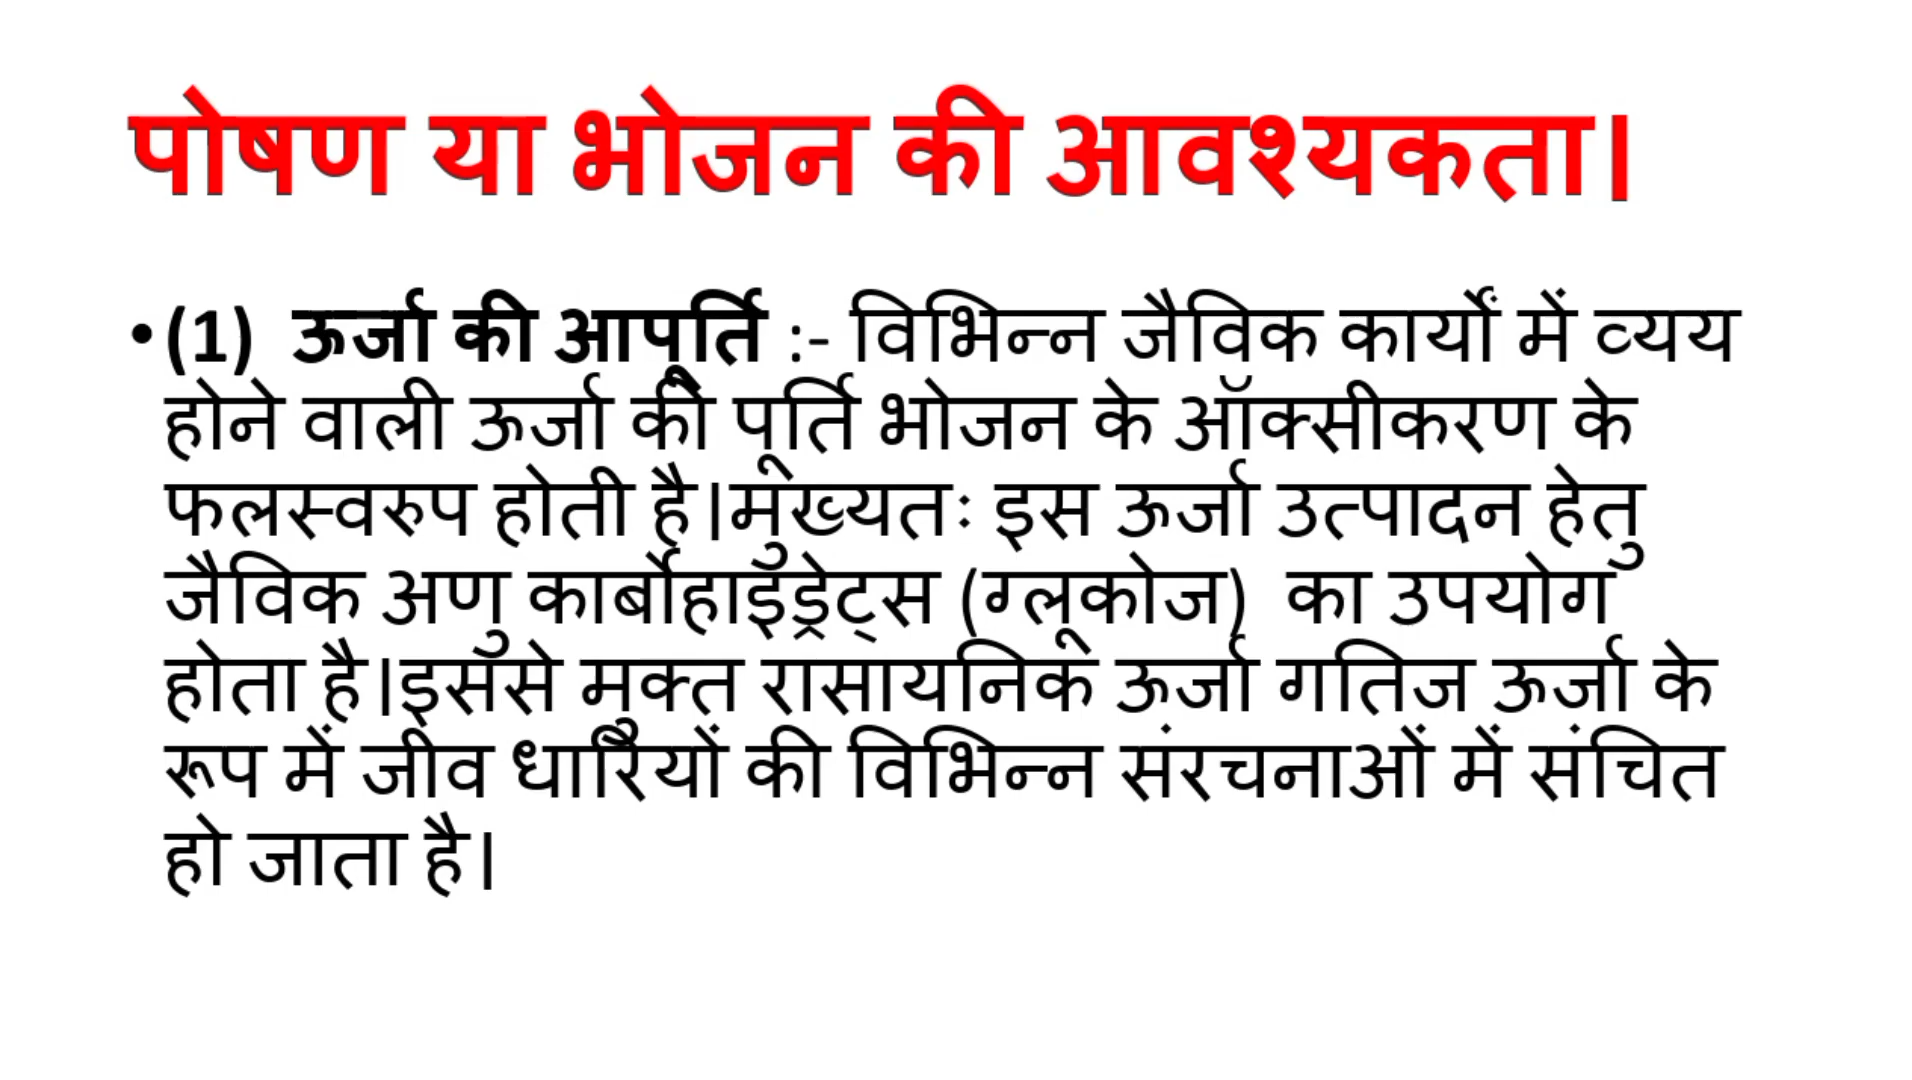 पोषण या भोजन की आवश्यकता।
•(1) ऊर्जा की आपूर्ति :- विभिन्न जैविक कार्यों में व्यय
होने वाली ऊर्जा की पूर्ति भोजन के ऑक्सीकरण के
फलस्वरुप होती है।मुख्यतः इस ऊर्जा उत्पादन हेतु
जैविक अणु कार्बोहाइड्रेट्स (ग्लूकोज) का उपयोग
होता है।इससे मुक्त रासायनिक ऊर्जा गतिज ऊर्जा के
रूप में जीव धारियों की विभिन्न संरचनाओं में संचित
हो जाता है।